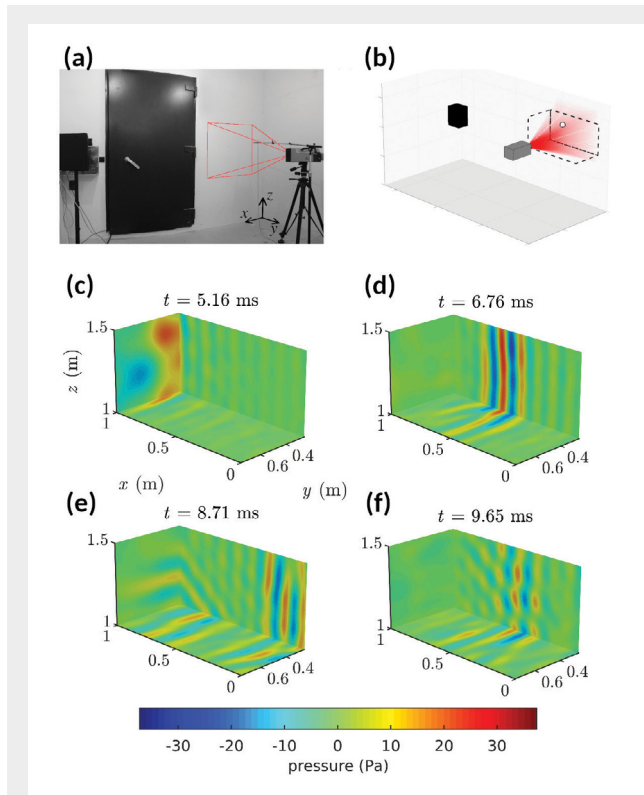 (a)
(b)
x
z
y
(c)
t = 5.16 ms
1.5
z (m)
1
1
0.5
x (m)
0
0.6
0.4
y (m)
(d)
t = 6.76 ms
1.5
1
1
0.5
0
0.6
0.4
(e)
t = 8.71 ms
1.5
1
1
0.5
0
0.6
0.4
(f)
t = 9.65 ms
1.5
1
1
0.5
0
0.6
0.4
-30 -20 -10 0 10 20 30
pressure (Pa)